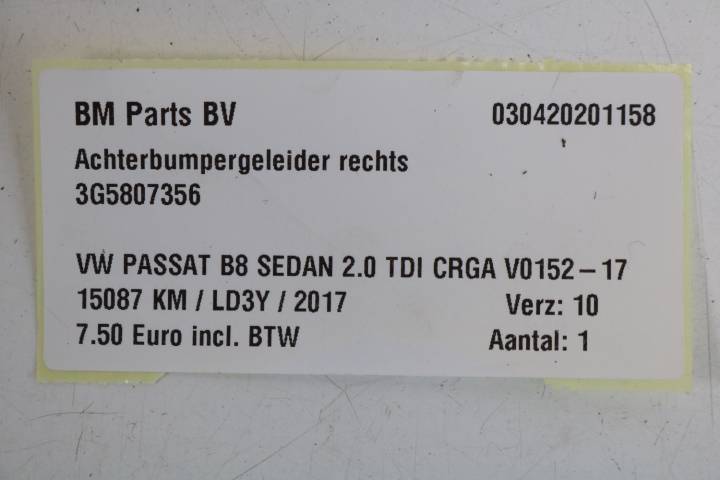 BM Parts BV 030420201158
Achterbumpergeleider rechts
3G5807356
VW PASSAT B8 SEDAN 2.0 TDI CRGA V0152-17
15087 KM / LD3Y / 2017 Verz: 10
7.50 Euro incl. BTW Aantal: 1